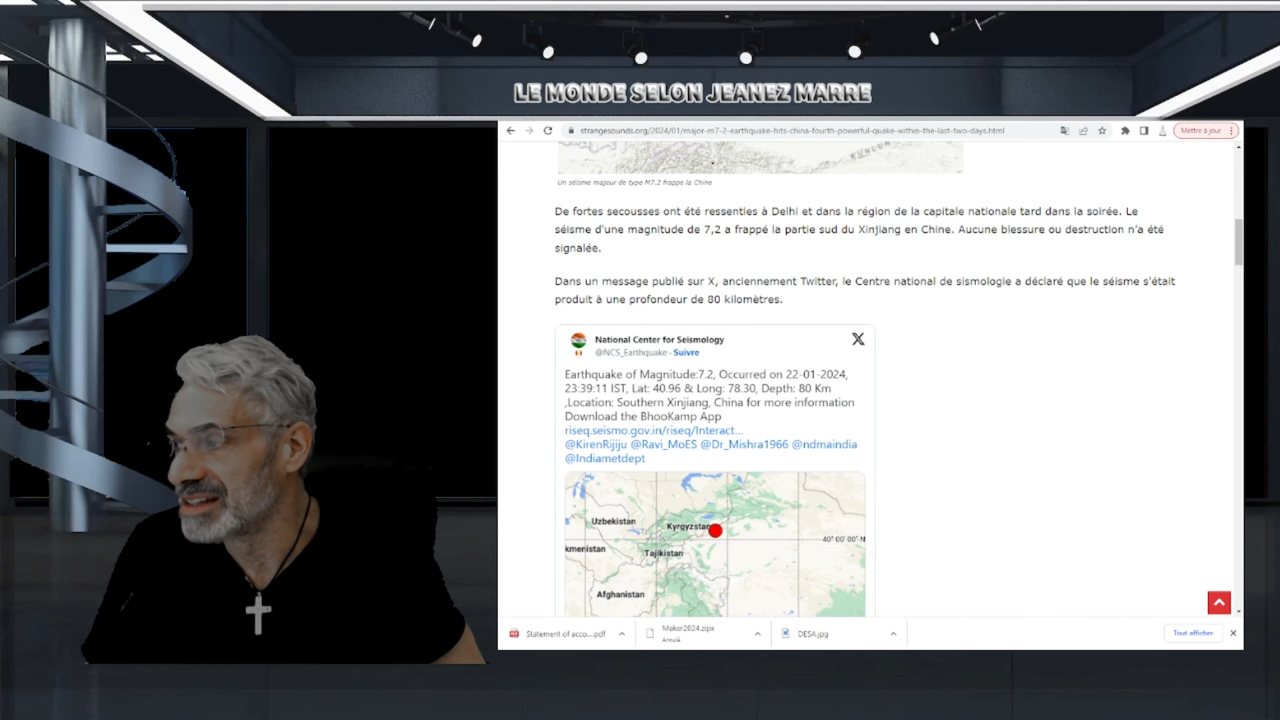 LE MONDE SELON JEANEZ MARRE
strangesounds.org/2024/01/major-m7-2-earthquake-hits-china-fourth-powerful-quake-within-the-last-two-days.html
Mettre à jour
KUNLUN
Un séisme majeur de type M7.2 frappe la Chine
De fortes secousses ont été ressenties à Delhi et dans la région de la capitale nationale tard dans la soirée. Le
séisme d'une magnitude de 7,2 a frappé la partie sud du Xinjiang en Chine. Aucune blessure ou destruction n'a été
signalée.
Dans un message publié sur X, anciennement Twitter, le Centre national de sismologie a déclaré que le séisme s'était
produit à une profondeur de 80 kilomètres.
National Center for Seismology
@NCS_Earthquake · Suivre
Earthquake of Magnitude:7.2, Occurred on 22-01-2024,
23:39:11 IST, Lat: 40.96 & Long: 78.30, Depth: 80 Km
,Location: Southern Xinjiang, China for more information
Download the BhooKamp App
riseq.seismo.gov.in/riseq/Interact...
@KirenRijiju @Ravi_MoES @Dr_Mishra1966 @ndmaindia
@Indiametdept
Uzbekistan
Kyrgyzstan
40° 00' 00" N
kmenistan
Tajikistan
Afghanistan
Statement of acco....pdf
Maker2024.zipx
Annulé
DESA.jpg
Tout afficher